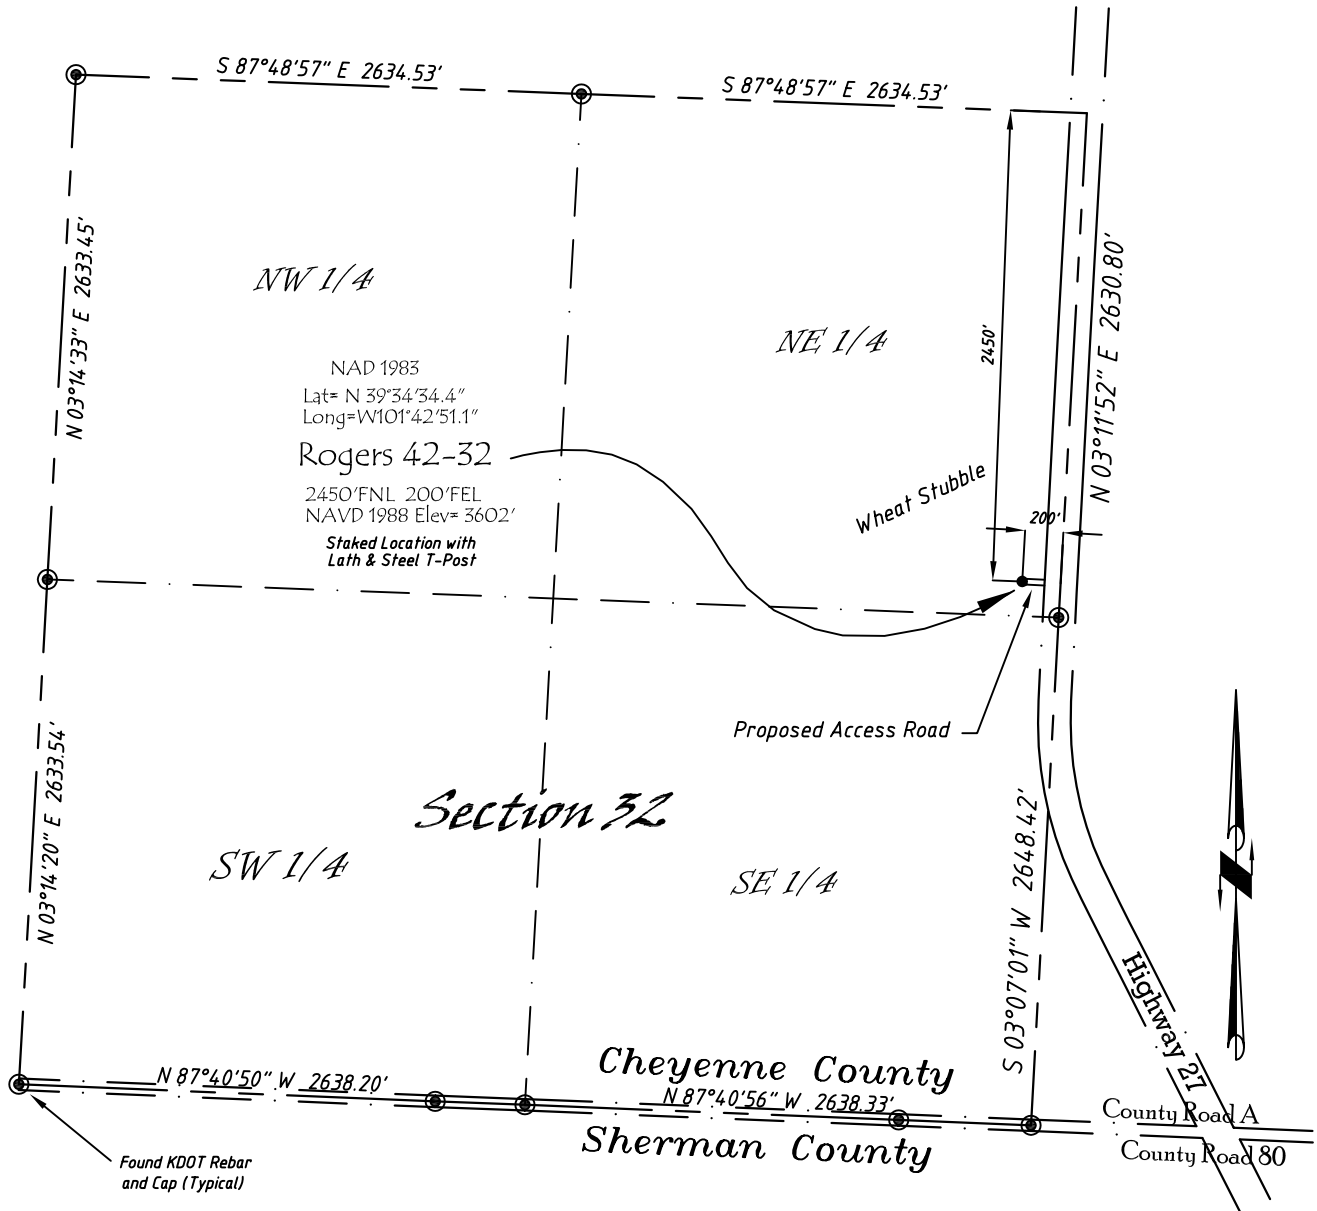 S 87°48'57" E 2634.53'
S 87°48'57" E 2634.53'
N 03°14'33" E 2633.45'
NW 1/4
NE 1/4
2450'
N 03°11'52" E 2630.80'
NAD 1983
Lat= N 39°34'34.4"
Long=W101°42'51.1"
Rogers 42-32
2450'FNL 200'FEL
NAVD 1988 Elev= 3602'
Staked Location with
Lath & Steel T-Post
Wheat Stubble
200'
Proposed Access Road
N 03°14'20" E 2633.54'
Section 32
SW 1/4
SE 1/4
S 03°07'01" W 2648.42'
Highway 27
Cheyenne County
N 87°40'50" W 2638.20'
N 87°40'56" W 2638.33'
Sherman County
County Road A
County Road 80
Found KDOT Rebar
and Cap (Typical)